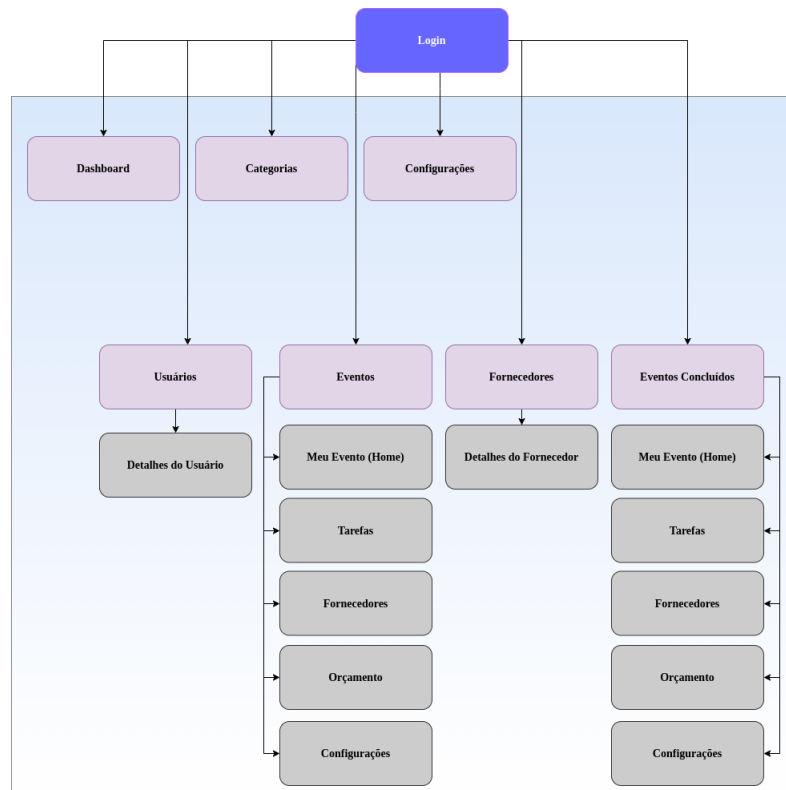 Login
Dashboard
Categorias
Configurações
Usuários
Eventos
Fornecedores
Eventos Concluídos
Detalhes do Usuário
Meu Evento (Home)
Detalhes do Fornecedor
Meu Evento (Home)
Tarefas
Tarefas
Fornecedores
Fornecedores
Orçamento
Orçamento
Configurações
Configurações